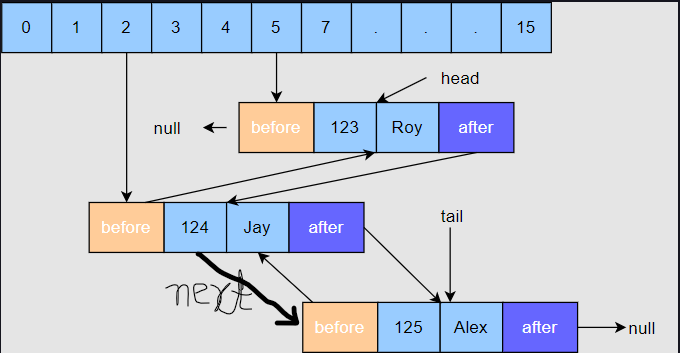 0 1 2 3 4 5 7 . . . 15
head
null before 123 Roy after
before 124 Jay after
tail
next
before 125 Alex after null